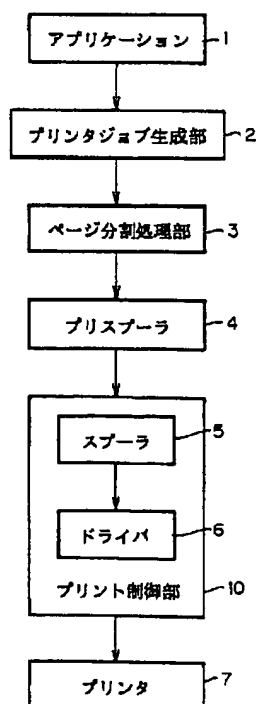 アプリケーション 1
プリンタジョブ生成部 2
ページ分割処理部 3
プリスプーラ 4
スプーラ 5
ドライバ 6
プリント制御部 10
プリンタ 7